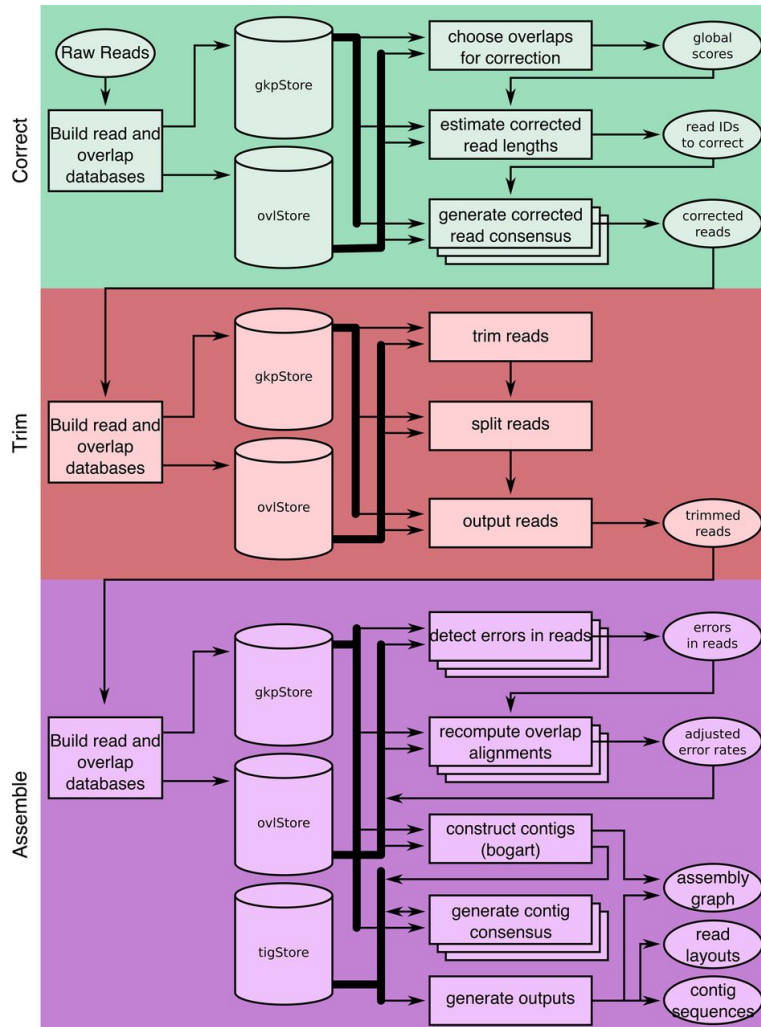 Correct
Raw Reads
Build read and
overlap
databases
gkpStore
ovlStore
choose overlaps
for correction
global
scores
estimate corrected
read lengths
read IDs
to correct
generate corrected
read consensus
corrected
reads
Trim
Build read and
overlap
databases
gkpStore
ovlStore
trim reads
split reads
output reads
trimmed
reads
Assemble
Build read and
overlap
databases
gkpStore
ovlStore
tigStore
detect errors in reads
errors
in reads
recompute overlap
alignments
adjusted
error rates
construct contigs
(bogart)
assembly
graph
generate contig
consensus
read
layouts
generate outputs
contig
sequences